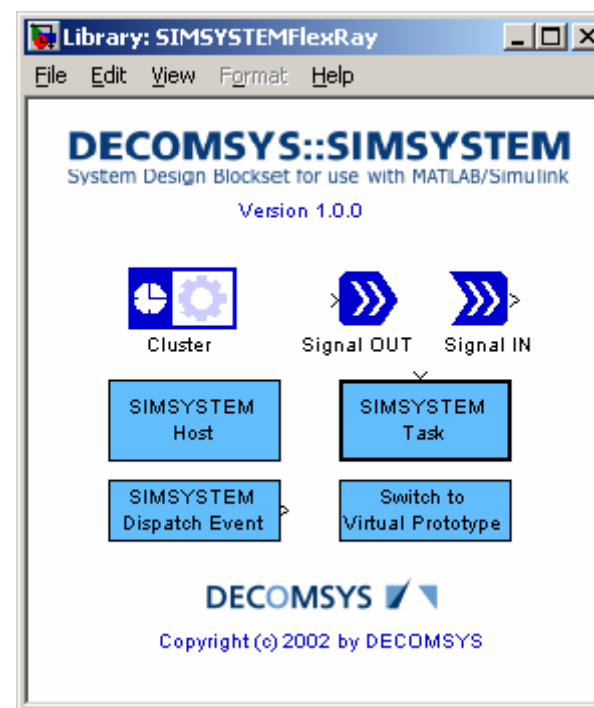 Library: SIMSYSTEMFlexRay
File Edit View Format Help
DECOMSYS::SIMSYSTEM
System Design Blockset for use with MATLAB/Simulink
Version 1.0.0
Cluster
Signal OUT
Signal IN
SIMSYSTEM
Host
SIMSYSTEM
Task
SIMSYSTEM
Dispatch Event
Switch to
Virtual Prototype
DECOMSYS
Copyright (c) 2002 by DECOMSYS